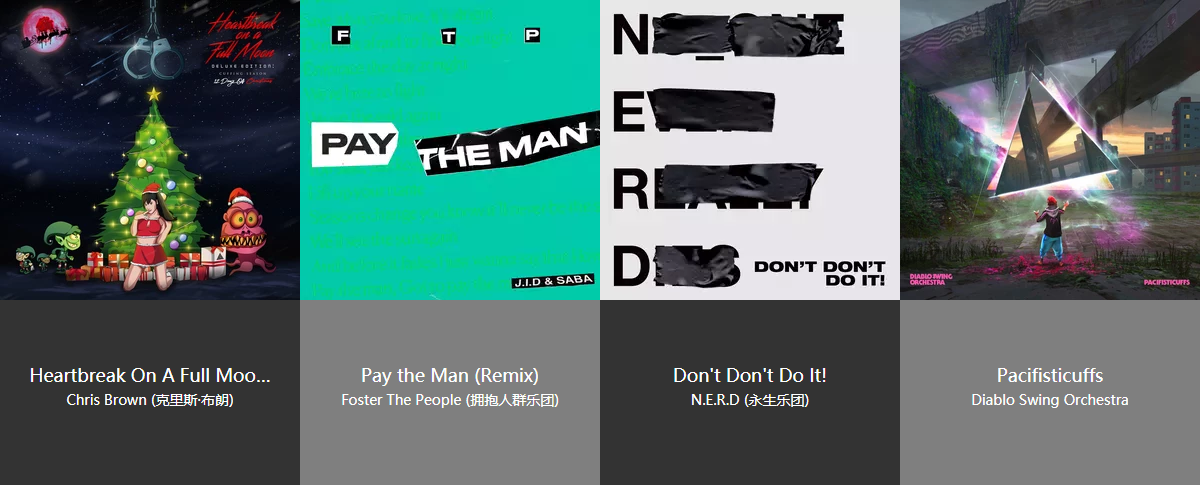 Heartbreak
on a
Full Moon
DELUXE EDITION:
CUFFING SEASON
12 Days Of Christmas
F T P
PAY THE MAN
J.I.D & SABA
N
E
R
D
DON'T DON'T
DO IT!
DIABLO SWING
ORCHESTRA
PACIFISTICUFFS
Heartbreak On A Full Moo...
Chris Brown (克里斯·布朗)
Pay the Man (Remix)
Foster The People (拥抱人群乐团)
Don't Don't Do It!
N.E.R.D (永生乐团)
Pacifisticuffs
Diablo Swing Orchestra